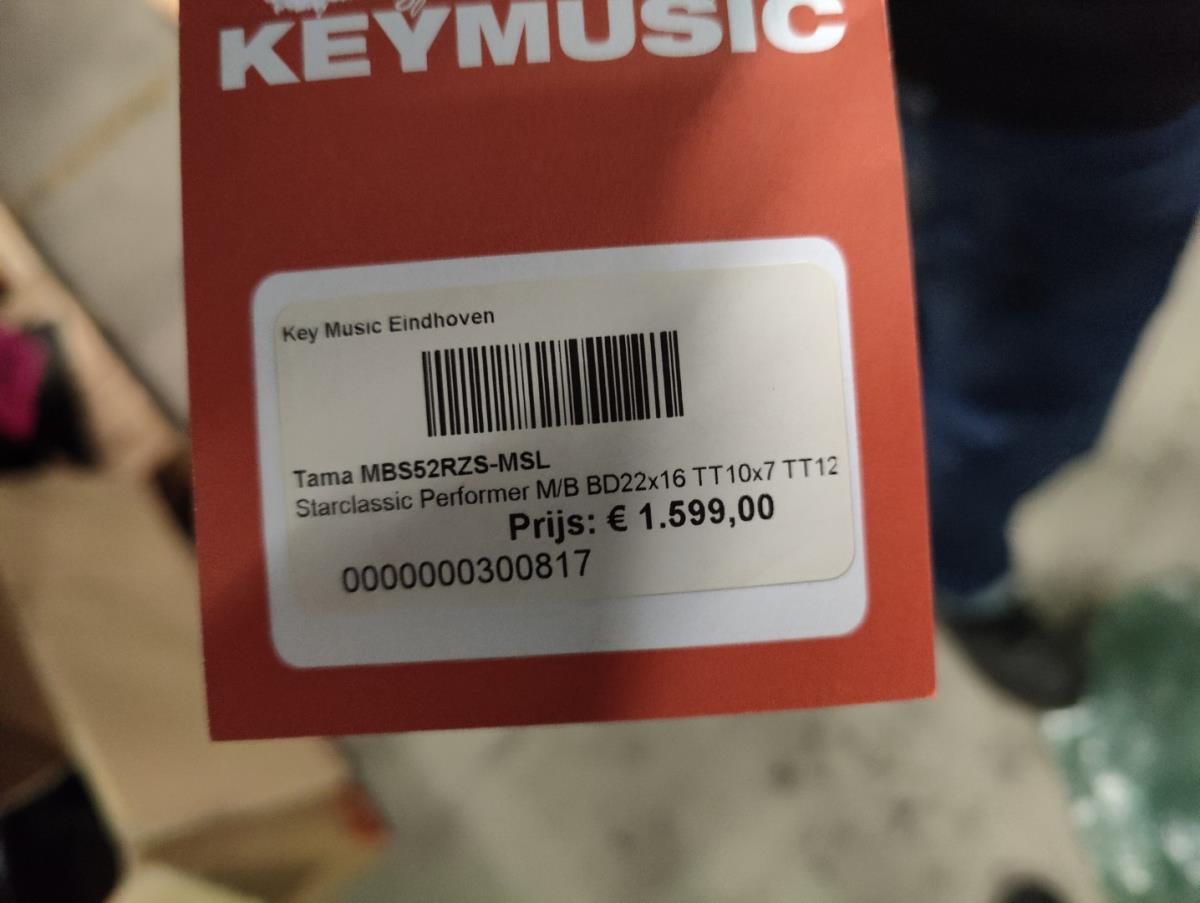 KEYMUSIC
Key Music Eindhoven
Tama MBS52RZS-MSL
Starclassic Performer M/B BD22x16 TT10x7 TT12
Prijs: € 1.599,00
0000000300817